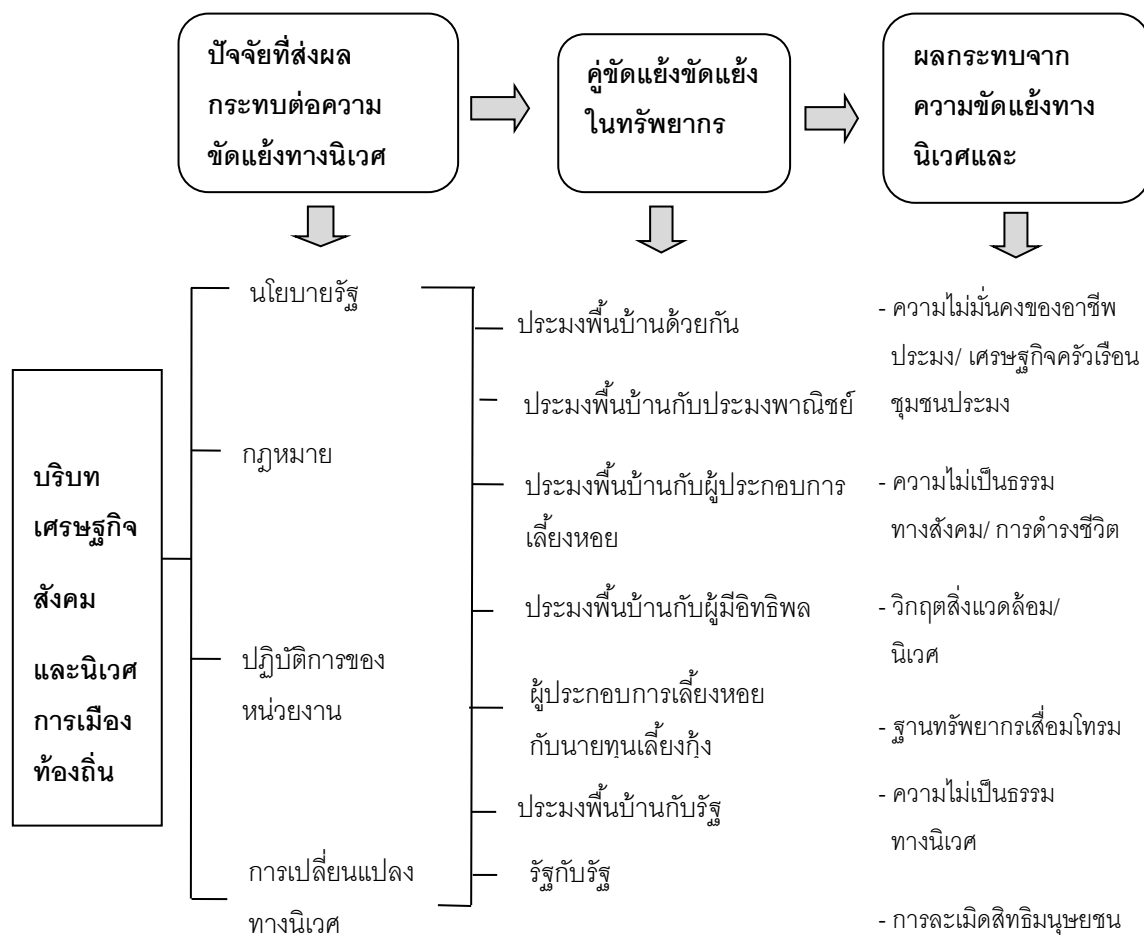 ปัจจัยที่ส่งผล
กระทบต่อความ
ขัดแย้งทางนิเวศ
คู่ขัดแย้งขัดแย้ง
ในทรัพยากร
ผลกระทบจาก
ความขัดแย้งทาง
นิเวศและ
บริบท
เศรษฐกิจ
สังคม
และนิเวศ
การเมือง
ท้องถิ่น
นโยบายรัฐ
กฎหมาย
ปฏิบัติการของ
หน่วยงาน
การเปลี่ยนแปลง
ทางนิเวศ
ประมงพื้นบ้านด้วยกัน
ประมงพื้นบ้านกับประมงพาณิชย์
ประมงพื้นบ้านกับผู้ประกอบการ
เลี้ยงหอย
ประมงพื้นบ้านกับผู้มีอิทธิพล
ผู้ประกอบการเลี้ยงหอย
กับนายทุนเลี้ยงกุ้ง
ประมงพื้นบ้านกับรัฐ
รัฐกับรัฐ
- ความไม่มั่นคงของอาชีพ
ประมง/ เศรษฐกิจครัวเรือน
ชุมชนประมง
- ความไม่เป็นธรรม
ทางสังคม/ การดำรงชีวิต
- วิกฤตสิ่งแวดล้อม/
นิเวศ
- ฐานทรัพยากรเสื่อมโทรม
- ความไม่เป็นธรรม
ทางนิเวศ
- การละเมิดสิทธิมนุษยชน